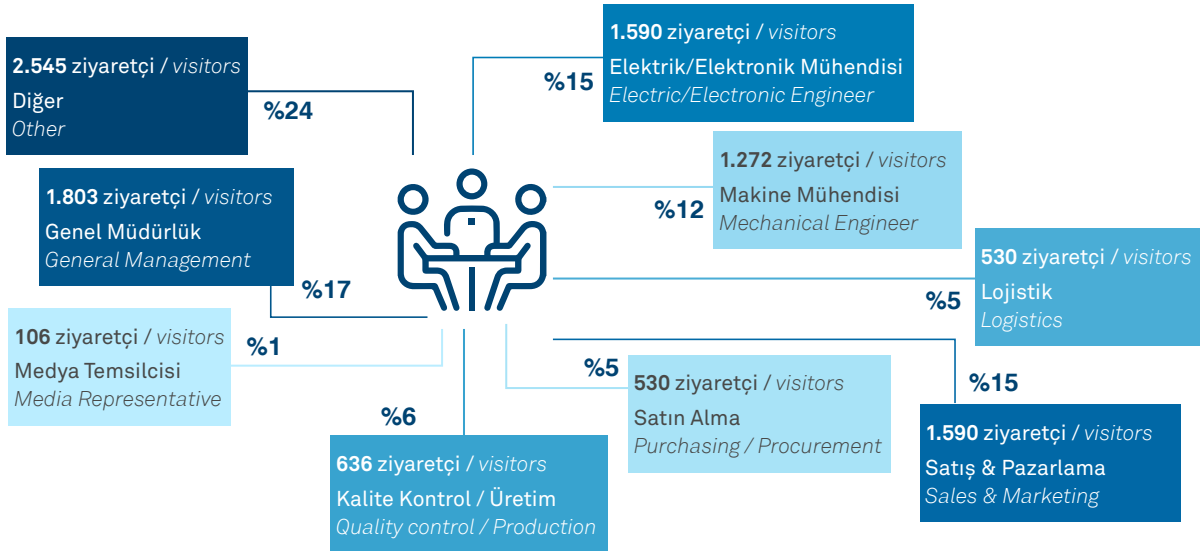 2.545 ziyaretçi / visitors
Diğer
Other
%24
1.590 ziyaretçi / visitors
Elektrik/Elektronik Mühendisi
Electric/Electronic Engineer
%15
1.803 ziyaretçi / visitors
Genel Müdürlük
General Management
%17
1.272 ziyaretçi / visitors
Makine Mühendisi
Mechanical Engineer
%12
530 ziyaretçi / visitors
Lojistik
Logistics
%5
106 ziyaretçi / visitors
Medya Temsilcisi
Media Representative
%1
%6
636 ziyaretçi / visitors
Kalite Kontrol / Üretim
Quality control / Production
%5
530 ziyaretçi / visitors
Satın Alma
Purchasing / Procurement
%15
1.590 ziyaretçi / visitors
Satış & Pazarlama
Sales & Marketing